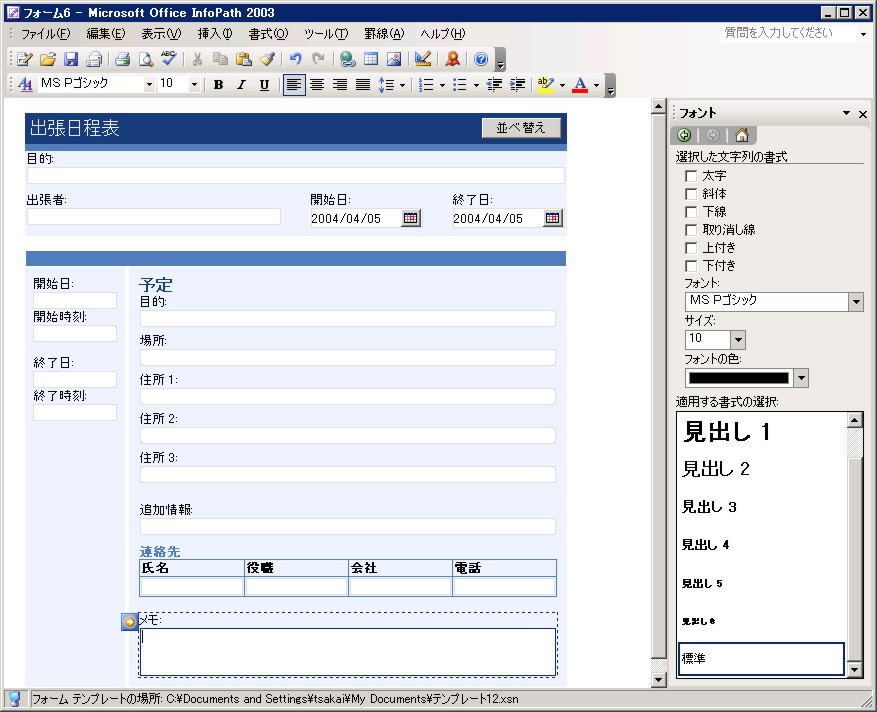 フォーム6 - Microsoft Office InfoPath 2003
ファイル(F) 編集(E) 表示(V) 挿入(I) 書式(O) ツール(T) 罫線(A) ヘルプ(H) 質問を入力してください
MS Pゴシック 10 B I U
フォント
出張日程表 並べ替え
目的:
出張者: 開始日: 終了日:
2004/04/05 2004/04/05
開始日:
開始時刻:
終了日:
終了時刻:
予定
目的:
場所:
住所 1:
住所 2:
住所 3:
追加情報:
連絡先
氏名 役職 会社 電話
メモ:
選択した文字列の書式
太字
斜体
下線
取り消し線
上付き
下付き
フォント:
MS Pゴシック
サイズ:
10
フォントの色:
適用する書式の選択:
見出し 1
見出し 2
見出し 3
見出し 4
見出し 5
見出し 6
標準
フォーム テンプレートの場所: C:¥Documents and Settings¥tsakai¥My Documents¥テンプレート12.xsn